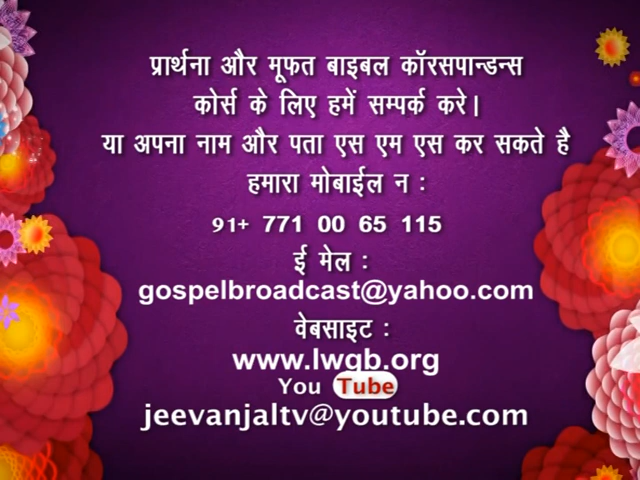 प्रार्थना और मूफत बाइबल कॉरसपान्डन्स
कोर्स के लिए हमें सम्पर्क करे।
या अपना नाम और पता एस एम एस कर सकते है
हमारा मोबाईल न :
91+ 771 00 65 115
ई मेल :
gospelbroadcast@yahoo.com
वेबसाइट :
www.lwgb.org
You Tube
jeevanjaltv@youtube.com